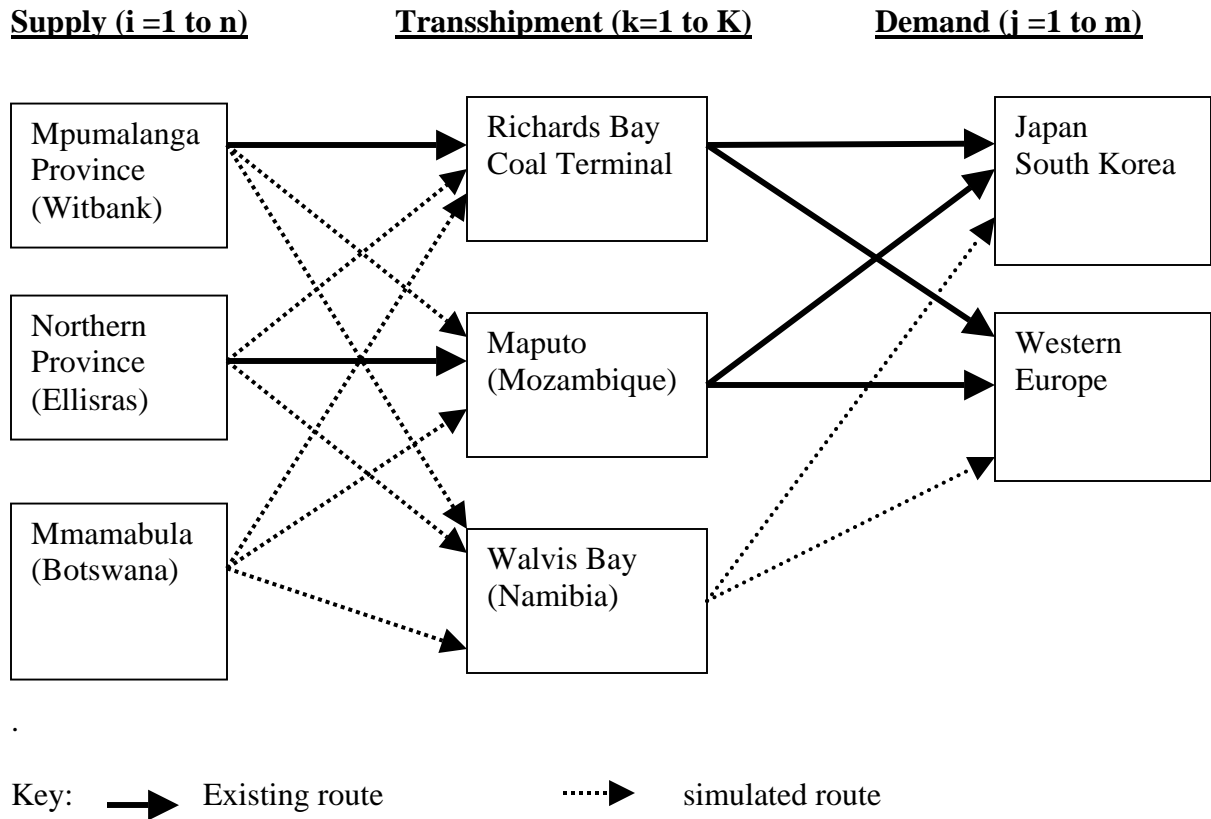 Supply (i =1 to n)
Transshipment (k=1 to K)
Demand (j =1 to m)
Mpumalanga
Province
(Witbank)
Richards Bay
Coal Terminal
Japan
South Korea
Northern
Province
(Ellisras)
Maputo
(Mozambique)
Western
Europe
Mmamabula
(Botswana)
Walvis Bay
(Namibia)
.
Key:
Existing route
simulated route